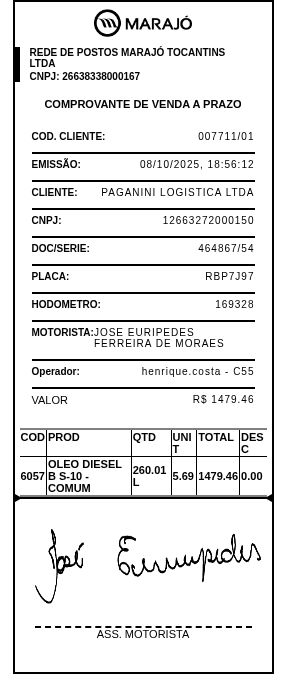 MARAJÓ
REDE DE POSTOS MARAJÓ TOCANTINS
LTDA
CNPJ: 26638338000167
COMPROVANTE DE VENDA A PRAZO
COD. CLIENTE: 007711/01
EMISSÃO: 08/10/2025, 18:56:12
CLIENTE: PAGANINI LOGISTICA LTDA
CNPJ: 12663272000150
DOC/SERIE: 464867/54
PLACA: RBP7J97
HODOMETRO: 169328
MOTORISTA:JOSE EURIPEDES
FERREIRA DE MORAES
Operador: henrique.costa - C55
VALOR R$ 1479.46
COD PROD QTD UNI TOTAL DES
T C
OLEO DIESEL
6057 B S-10 - 260.01 5.69 1479.46 0.00
COMUM L
José Eurripedes
ASS. MOTORISTA